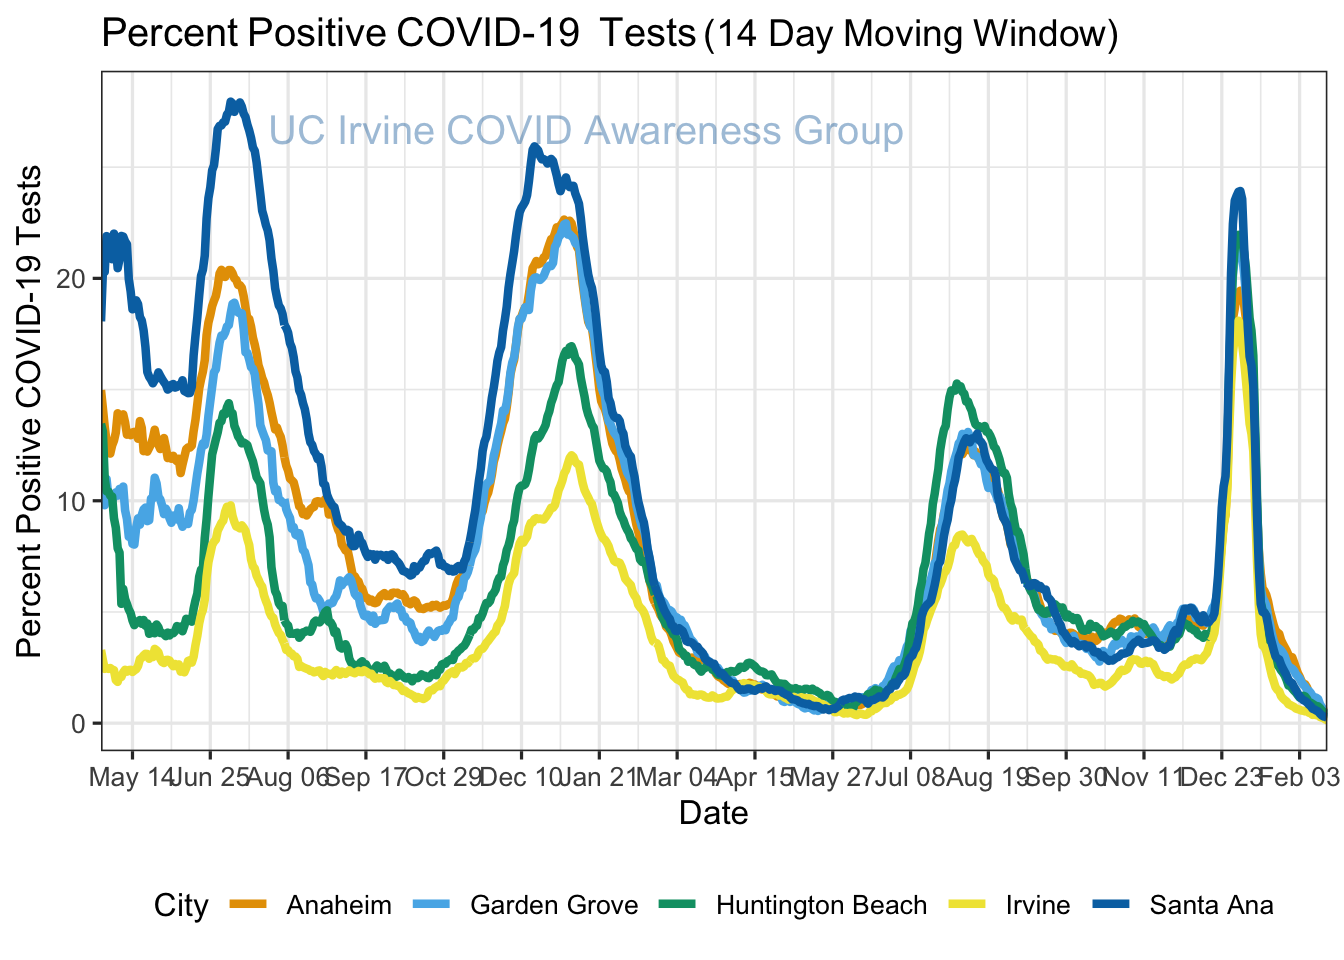 Percent Positive COVID-19 Tests (14 Day Moving Window)
UC Irvine COVID Awareness Group
Percent Positive COVID-19 Tests
20
10
0
May 14 Jun 25 Aug 06 Sep 17 Oct 29 Dec 10 Jan 21 Mar 04 Apr 15 May 27 Jul 08 Aug 19 Sep 30 Nov 11 Dec 23 Feb 03
Date
City Anaheim Garden Grove Huntington Beach Irvine Santa Ana